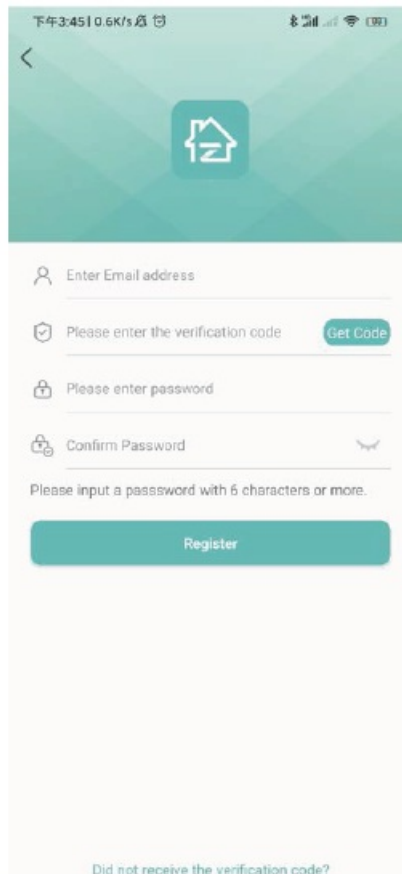 下午3:45 | 0.6K/s
Enter Email address
Please enter the verification code
Get Code
Please enter password
Confirm Password
Please input a passsword with 6 characters or more.
Register
Did not receive the verification code?